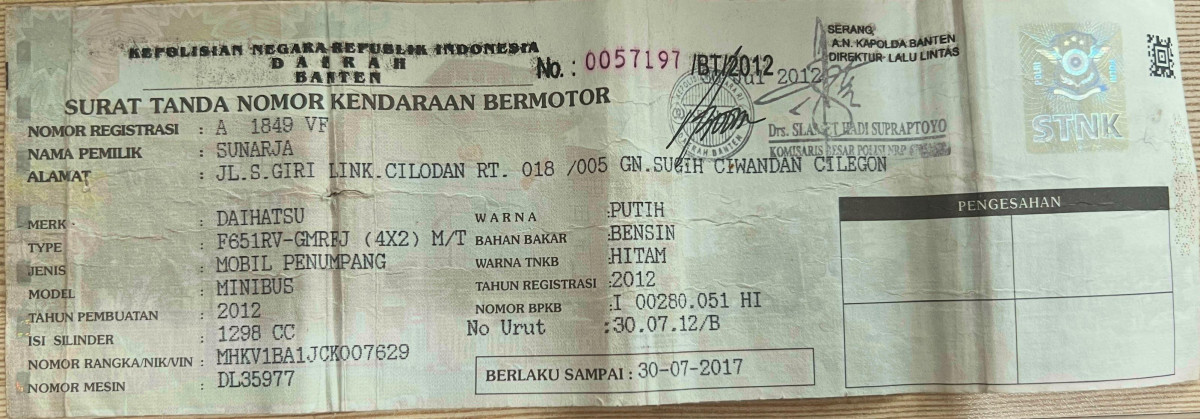 KEPOLISIAN NEGARA REPUBLIK INDONESIA
DAERAH
BANTEN
No. : 0057197 /BT/2012
SURAT TANDA NOMOR KENDARAAN BERMOTOR
SERANG, 2012
A.N. KAPOLDA BANTEN
DIREKTUR LALU LINTAS
STNK
Drs. SLAMET HADI SUPRAPTOYO
KOMISARIS BESAR POLISI NRP
NOMOR REGISTRASI : A 1849 VF
NAMA PEMILIK : SUNARJA
ALAMAT : JL.S.GIRI LINK.CILODAN RT. 018 /005 GN.SUGIH CIWANDAN CILEGON
MERK : DAIHATSU
TYPE : F651RV-GMRFJ (4X2) M/T
JENIS : MOBIL PENUMPANG
MODEL : MINIBUS
TAHUN PEMBUATAN : 2012
ISI SILINDER : 1298 CC
NOMOR RANGKA/NIK/VIN : MHKV1BA1JCK007629
NOMOR MESIN : DL35977
WARNA :PUTIH
BAHAN BAKAR :BENSIN
WARNA TNKB :HITAM
TAHUN REGISTRASI :2012
NOMOR BPKB :I 00280.051 HI
No Urut :30.07.12/B
BERLAKU SAMPAI : 30-07-2017
PENGESAHAN